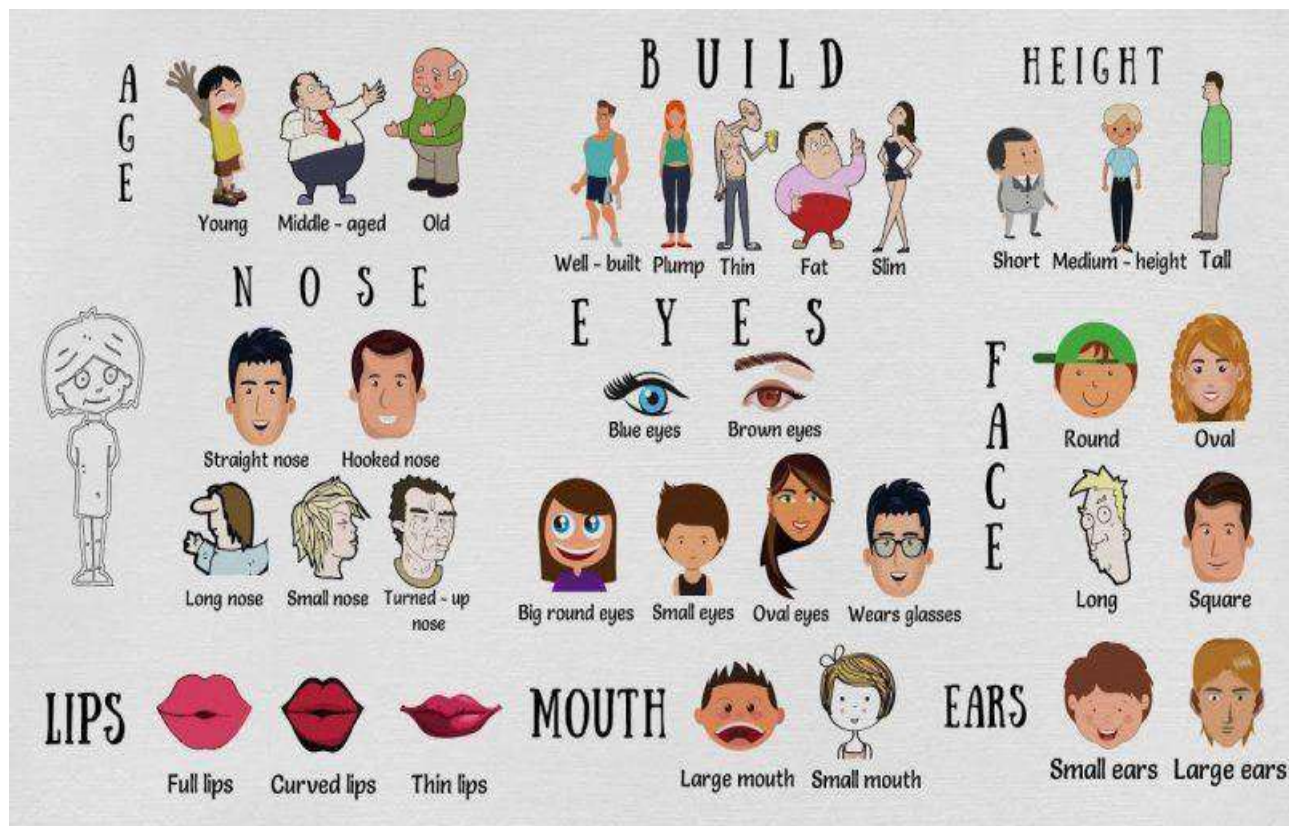 AGE
Young Middle - aged Old
BUILD
Well - built Plump Thin Fat Slim
HEIGHT
Short Medium - height Tall
NOSE
Straight nose Hooked nose
Long nose Small nose Turned - up
nose
EYES
Blue eyes Brown eyes
Big round eyes Small eyes Oval eyes Wears glasses
FACE
Round Oval
Long Square
LIPS
Full lips Curved lips Thin lips
MOUTH
Large mouth Small mouth
EARS
Small ears Large ears